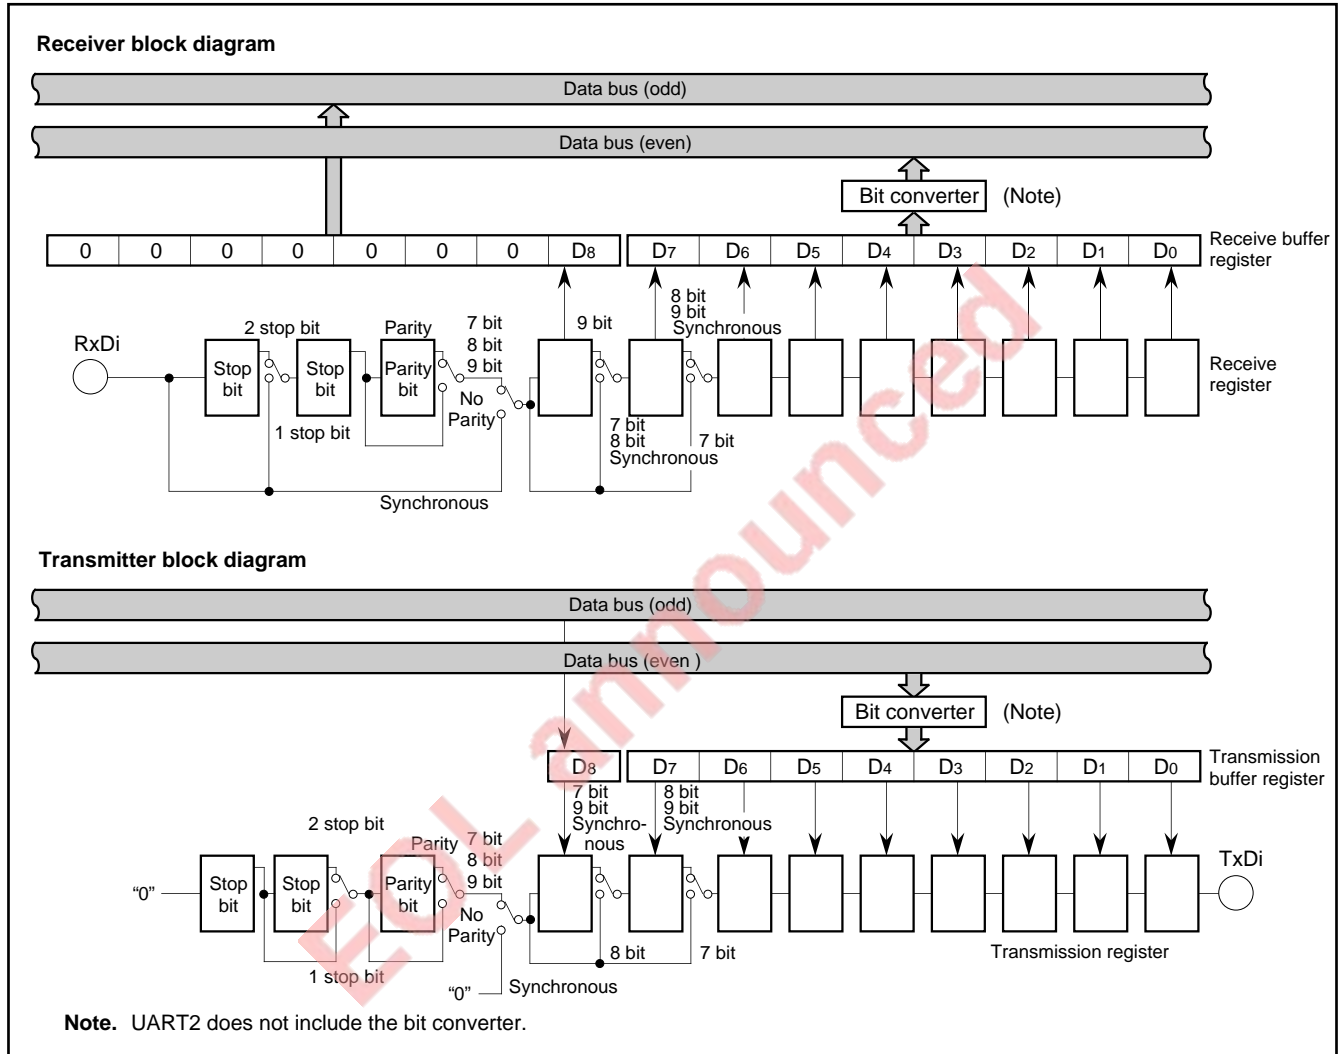 Receiver block diagram
Data bus (odd)
Data bus (even)
Bit converter (Note)
0 0 0 0 0 0 0 D8 D7 D6 D5 D4 D3 D2 D1 D0
Receive buffer
register
RxDi
2 stop bit
Parity
7 bit
8 bit
9 bit
9 bit
8 bit
9 bit
Synchronous
Stop
bit
Stop
bit
Parity
bit
Receive
register
1 stop bit
No
Parity
7 bit
8 bit
Synchronous
7 bit
Synchronous
Transmitter block diagram
Data bus (odd)
Data bus (even )
Bit converter (Note)
D8 D7 D6 D5 D4 D3 D2 D1 D0
Transmission
buffer register
7 bit
9 bit
Synchro-
nous
8 bit
9 bit
Synchronous
2 stop bit
Parity
7 bit
8 bit
9 bit
TxDi
“0”
Stop
bit
Stop
bit
Parity
bit
No
Parity
1 stop bit
8 bit
7 bit
Transmission register
“0”
Synchronous
Note. UART2 does not include the bit converter.
EOL announced